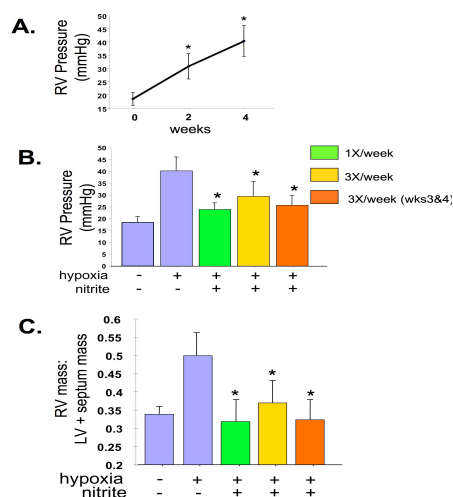 A.
RV Pressure
(mmHg)
50
45
40
35
30
25
20
15
*
*
0 2 4
weeks
B.
RV Pressure
(mmHg)
50
45
40
35
30
25
20
15
10
5
0
* * *
1X/week
3X/week
3X/week (wks3&4)
hypoxia - + + + +
nitrite - - + + +
C.
RV mass:
LV + septum mass
0.6
0.55
0.5
0.45
0.4
0.35
0.3
0.25
0.2
* * *
hypoxia - + + + +
nitrite - - + + +